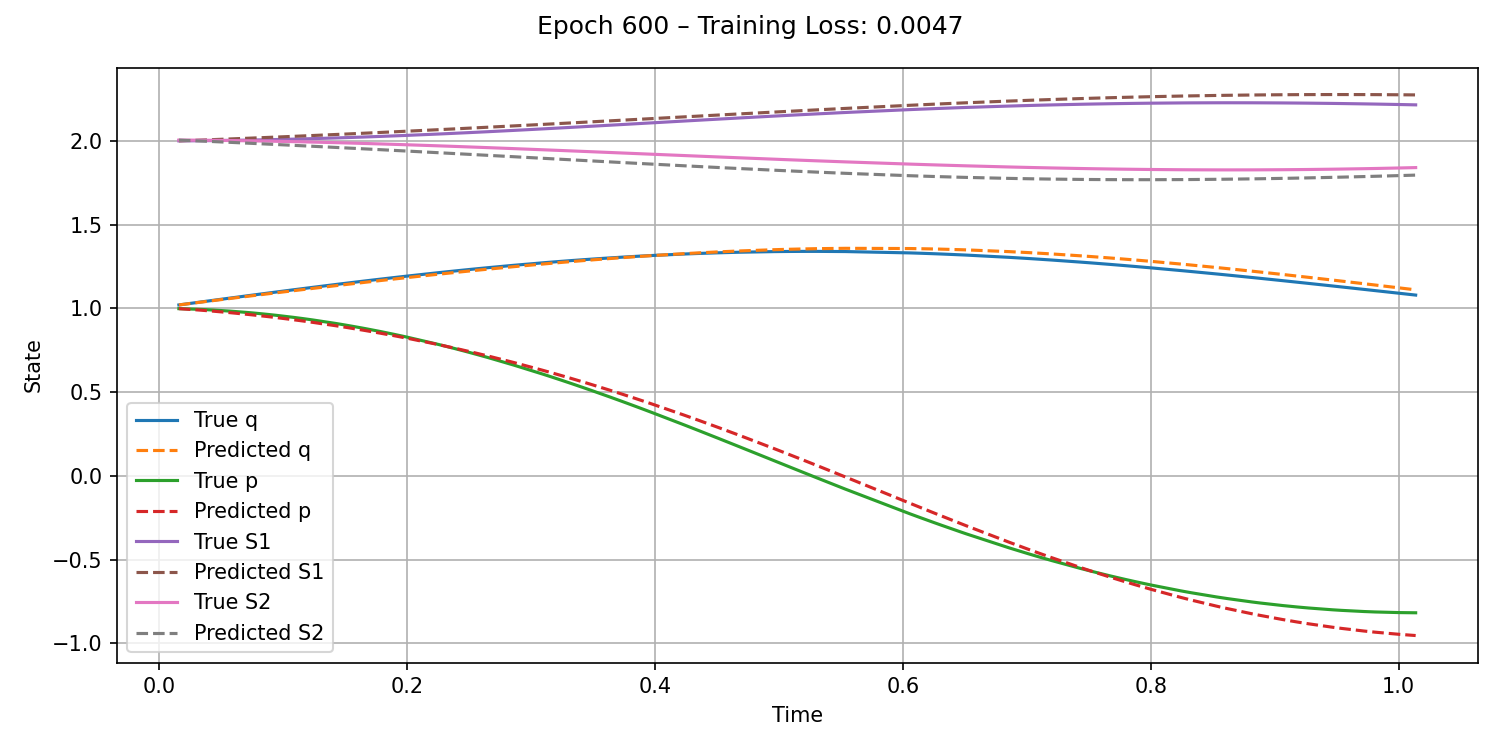 Epoch 600 – Training Loss: 0.0047
2.0
1.5
1.0
0.5
0.0
−0.5
−1.0
State
True q
Predicted q
True p
Predicted p
True S1
Predicted S1
True S2
Predicted S2
0.0 0.2 0.4 0.6 0.8 1.0
Time